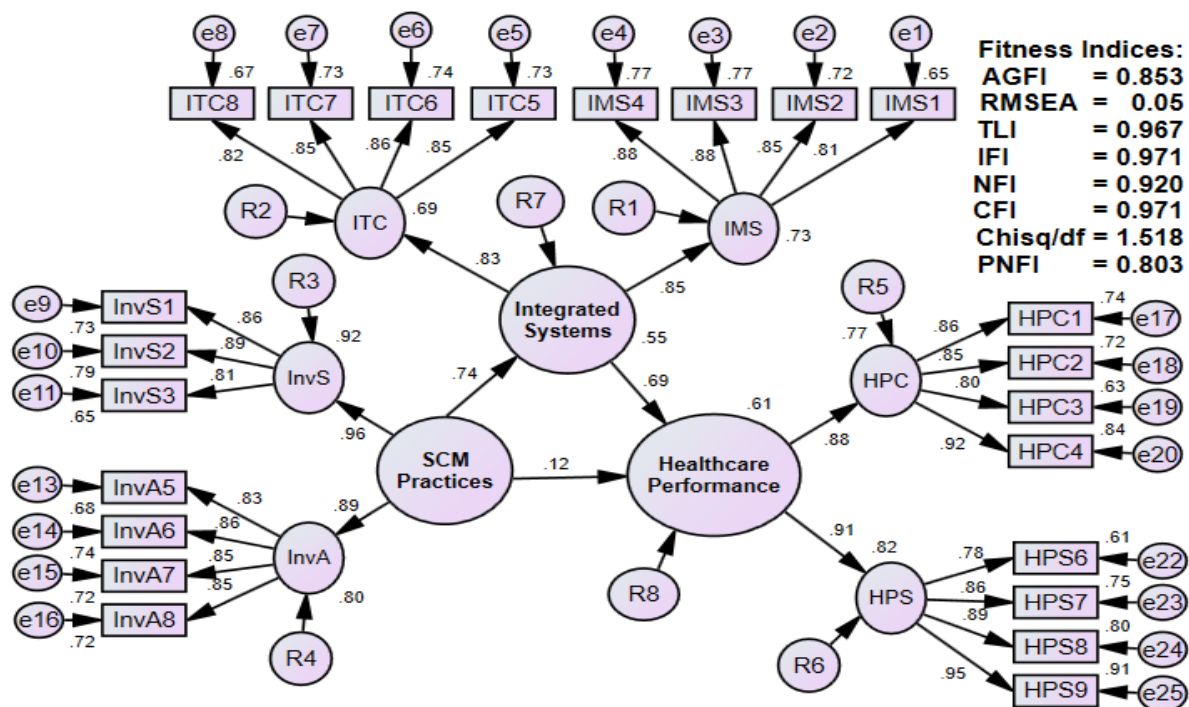 e8 e7 e6 e5 e4 e3 e2 e1
.67 .73 .74 .73 .77 .77 .72 .65
ITC8 ITC7 ITC6 ITC5 IMS4 IMS3 IMS2 IMS1
Fitness Indices:
AGFI = 0.853
RMSEA = 0.05
TLI = 0.967
IFI = 0.971
NFI = 0.920
CFI = 0.971
Chisq/df = 1.518
PNFI = 0.803
.82 .85 .86 .85 .88 .88 .85 .81
R2 ITC .69 R7 R1 IMS .73
.83 .85
Integrated
Systems
.55
R3
e9 InvS1 .86 .92
.73
e10 InvS2 .89 InvS
.79
e11 InvS3 .81
.65
.74 .69
.96
R5
.77 HPC
.86 HPC1 .74 e17
.85 HPC2 .72 e18
.80 HPC3 .63 e19
.92 HPC4 .84 e20
.88
SCM
Practices
.12
.61
Healthcare
Performance
.89
e13 InvA5 .83
.68
e14 InvA6 .86
.74
e15 InvA7 .85 InvA
.72
e16 InvA8 .85 .80
.72
R4
R8
.91
.82
HPS
R6
.78 HPS6 .61 e22
.86 HPS7 .75 e23
.89 HPS8 .80 e24
.95 HPS9 .91 e25